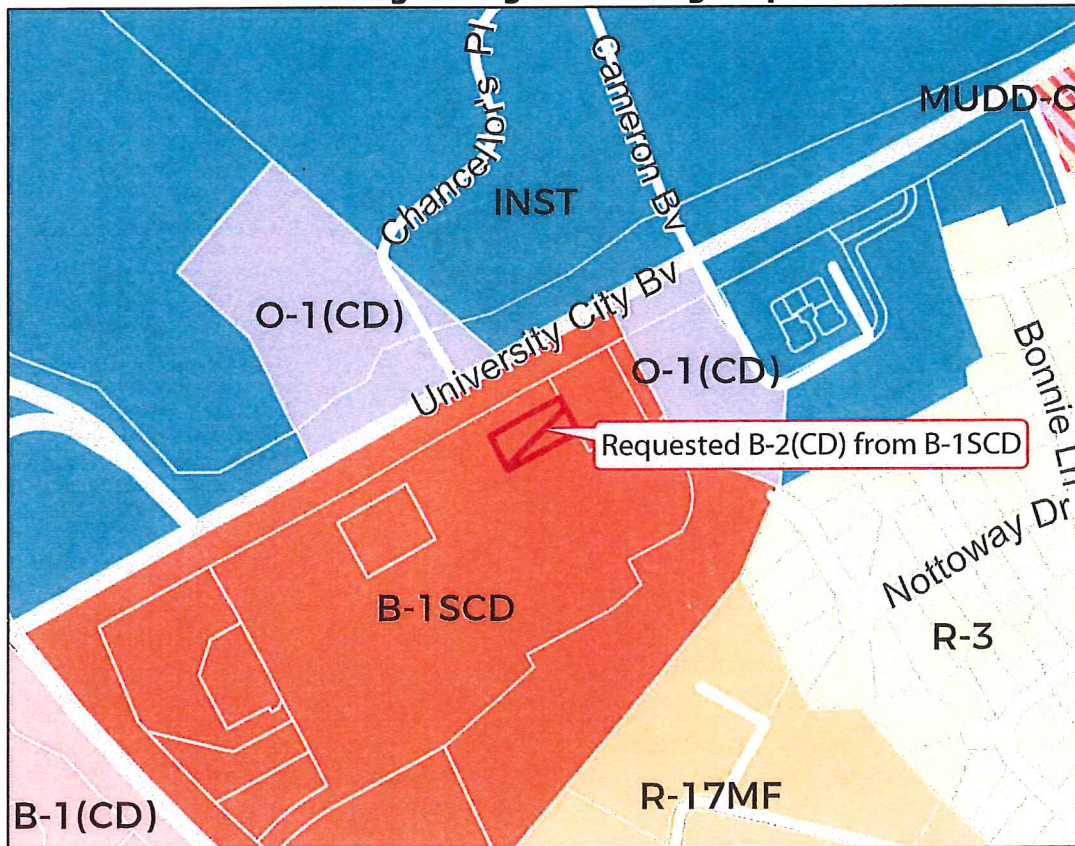 Chancellor's Pl
Cameron Bv
MUDD-O
INST
O-1(CD)
University City Bv
O-1(CD)
Bonnie Ln
Requested B-2(CD) from B-1SCD
Nottoway Dr
B-1SCD
R-3
R-17MF
B-1(CD)